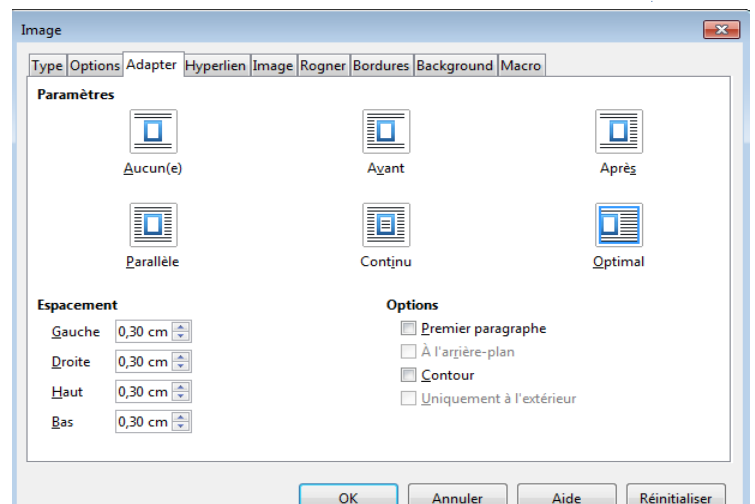 Image
Type Options Adapter Hyperlien Image Rogner Bordures Background Macro
Paramètres
Aucun(e) Avant Après
Parallèle Continu Optimal
Espacement Options
Gauche 0,30 cm Premier paragraphe
Droite 0,30 cm À l'arrière-plan
Haut 0,30 cm Contour
Bas 0,30 cm Uniquement à l'extérieur
OK Annuler Aide Réinitialiser